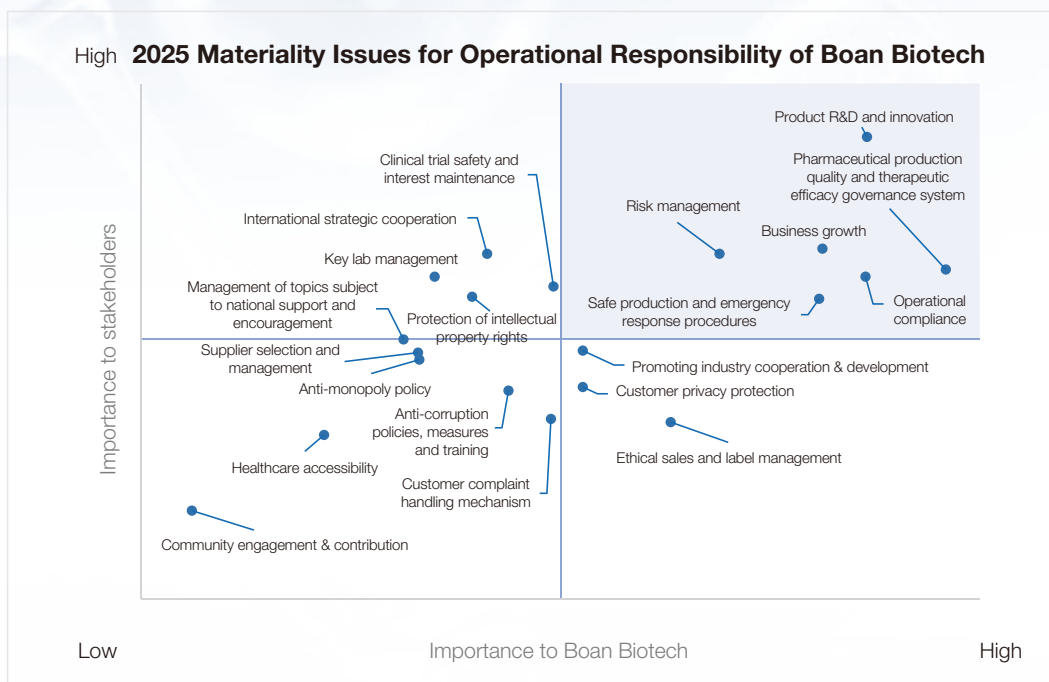 High
2025 Materiality Issues for Operational Responsibility of Boan Biotech
Product R&D and innovation
Clinical trial safety and
interest maintenance
Pharmaceutical production
quality and therapeutic
efficacy governance system
Risk management
International strategic cooperation
Business growth
Key lab management
Management of topics subject
to national support and
encouragement
Safe production and emergency
response procedures
Operational
compliance
Protection of intellectual
property rights
Supplier selection and
management
Promoting industry cooperation & development
Anti-monopoly policy
Customer privacy protection
Anti-corruption
policies, measures
and training
Ethical sales and label management
Healthcare accessibility
Customer complaint
handling mechanism
Community engagement & contribution
Importance to stakeholders
Low
Importance to Boan Biotech
High